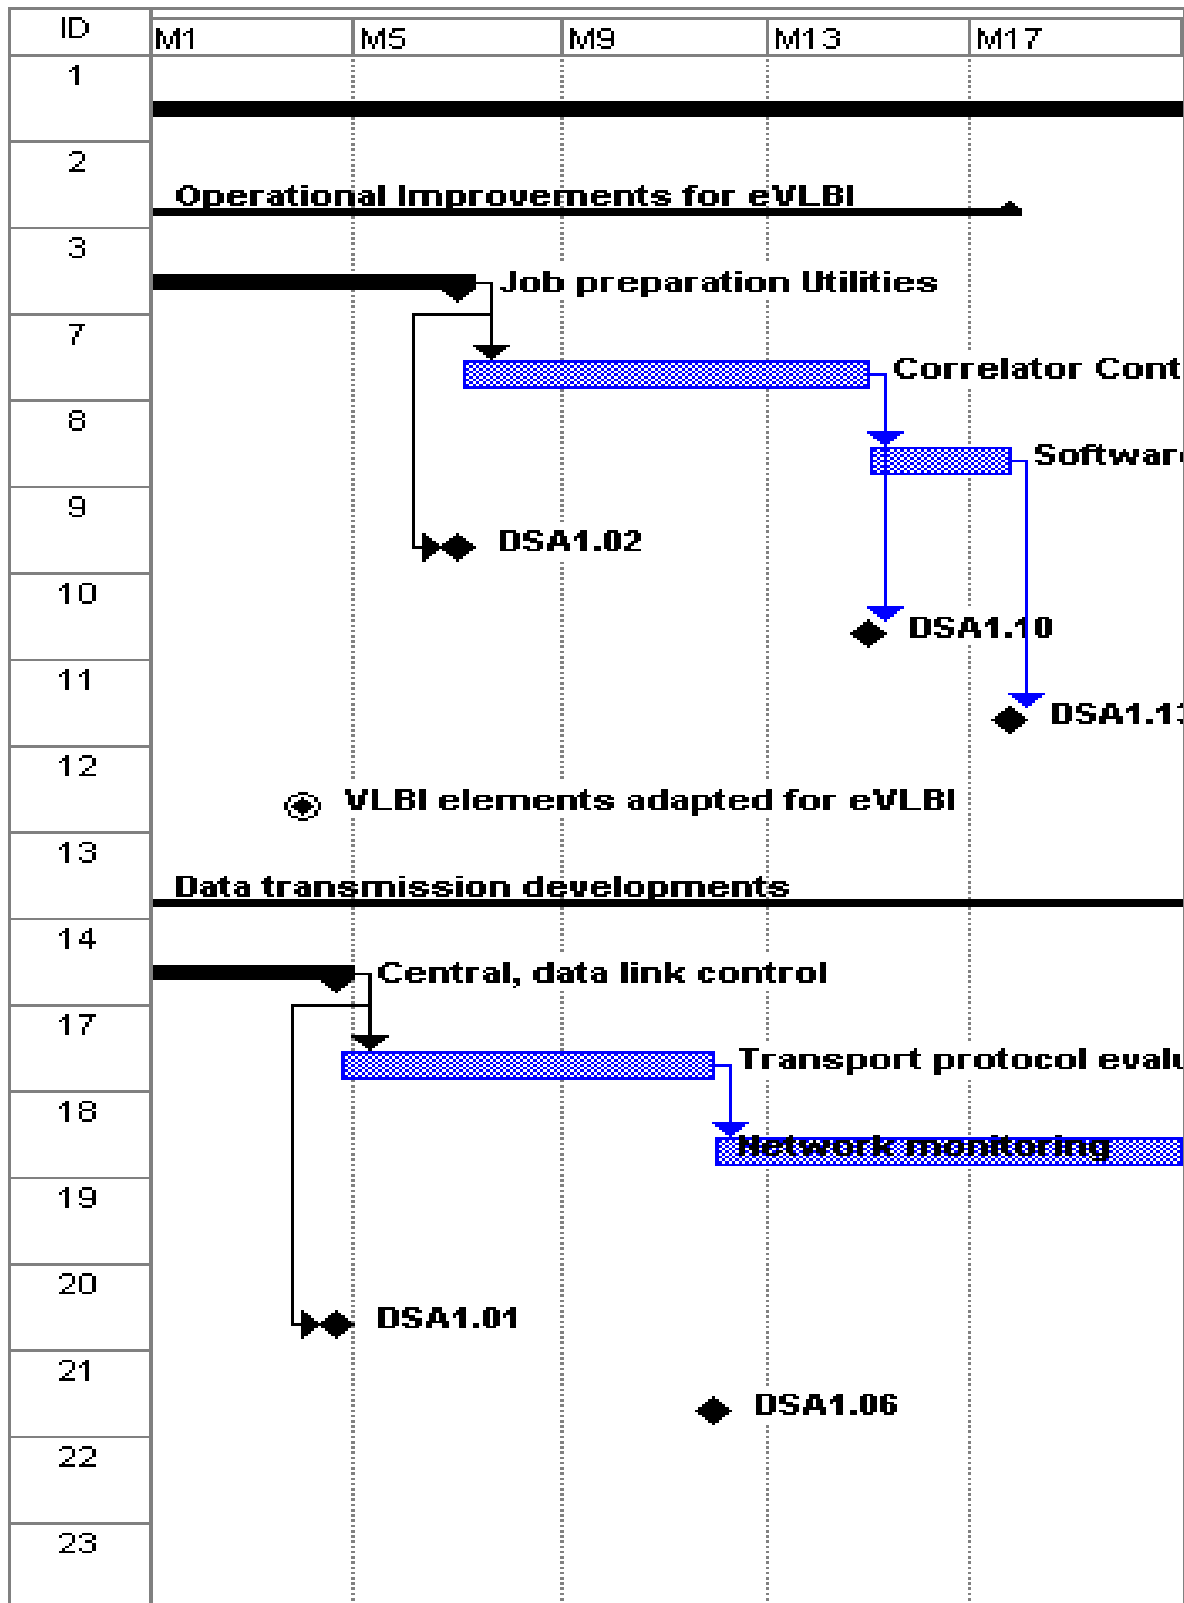 ID M1 M5 M9 M13 M17
1
2
Operational Improvements for eVLBI
3
Job preparation Utilities
7
Correlator Cont
8
Softwar
9
DSA1.02
10
DSA1.10
11
DSA1.13
12
VLBI elements adapted for eVLBI
13
Data transmission developments
14
Central, data link control
17
Transport protocol evalu
18
Network monitoring
19
20
DSA1.01
21
DSA1.06
22
23